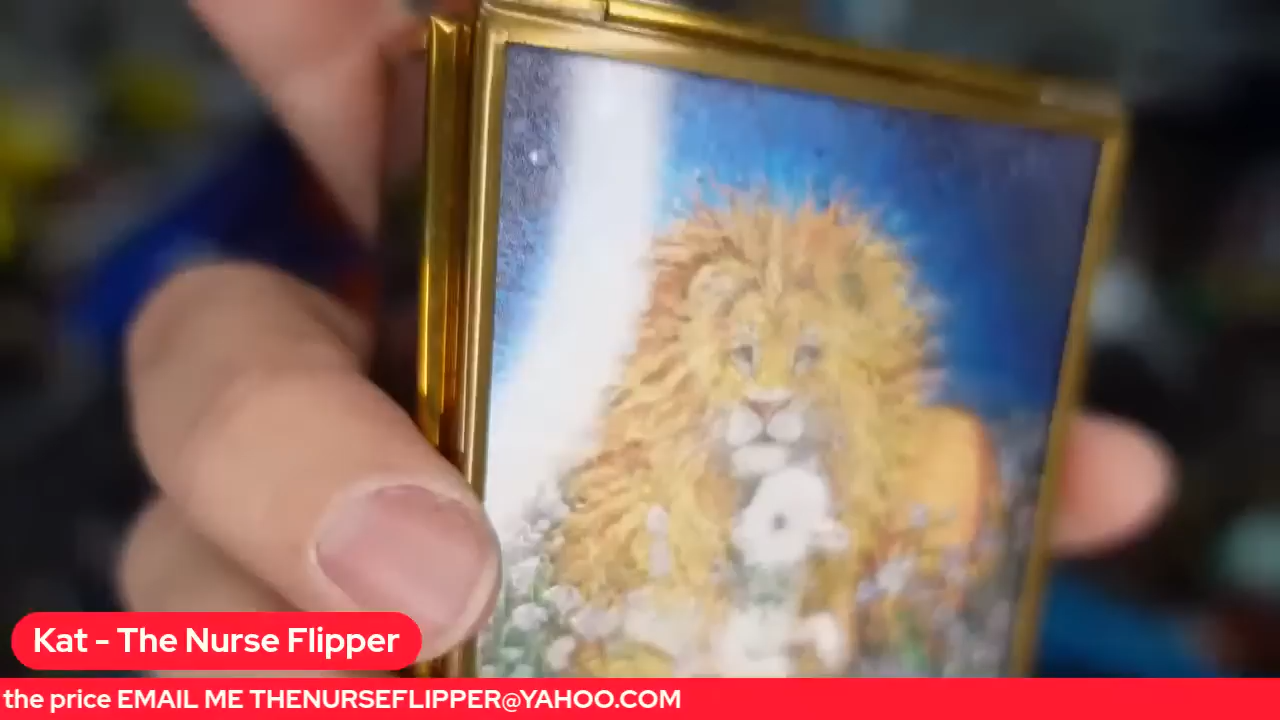 Kat - The Nurse Flipper
the price EMAIL ME THENURSEFLIPPER@YAHOO.COM